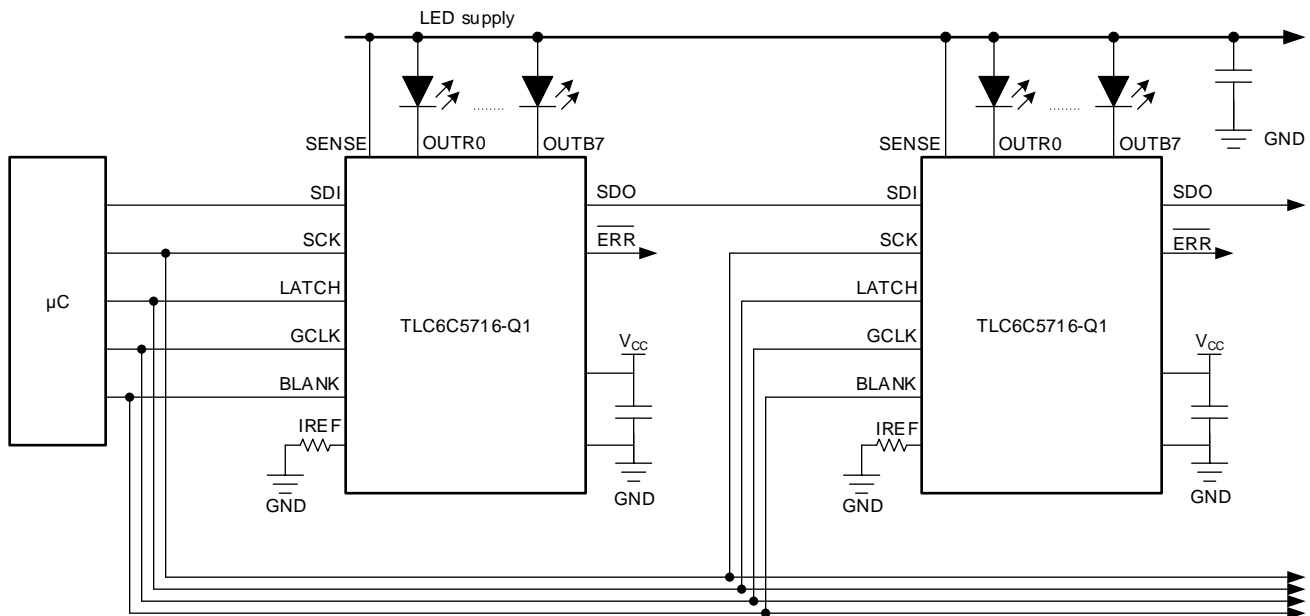 LED supply
SENSE
OUTR0
........
OUTB7
SENSE
OUTR0
........
OUTB7
GND
µC
SDI
SCK
LATCH
GCLK
BLANK
IREF
GND
TLC6C5716-Q1
SDO
ERR
VCC
GND
SDI
SCK
LATCH
GCLK
BLANK
IREF
GND
TLC6C5716-Q1
SDO
ERR
VCC
GND